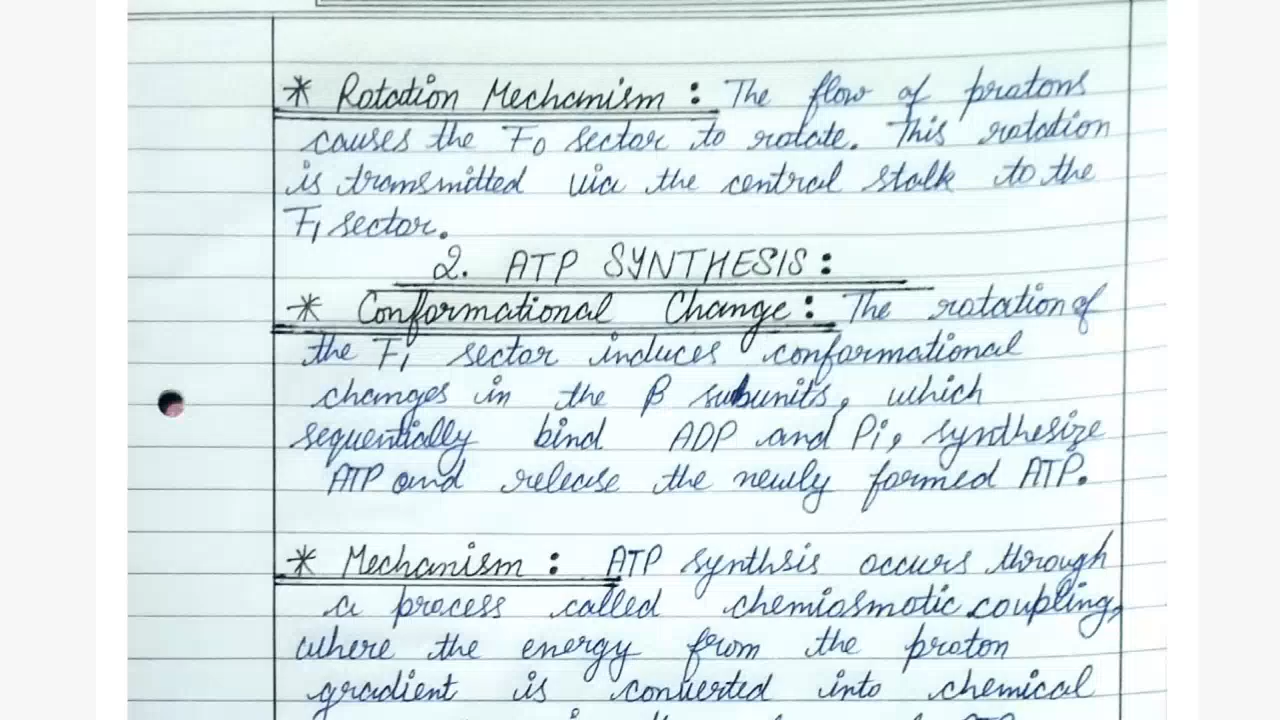 * Rotation Mechanism : The flow of protons
causes the F0 sector to rotate. This rotation
is transmitted via the central stalk to the
F1 sector.
2. ATP SYNTHESIS :
* Conformational Change : The rotation of
the F1 sector induces conformational
changes in the β subunits, which
sequentially bind ADP and Pi, synthesize
ATP and release the newly formed ATP.
* Mechanism : ATP synthsis occurs through
a process called chemiosmotic coupling,
where the energy from the proton
gradient is converted into chemical